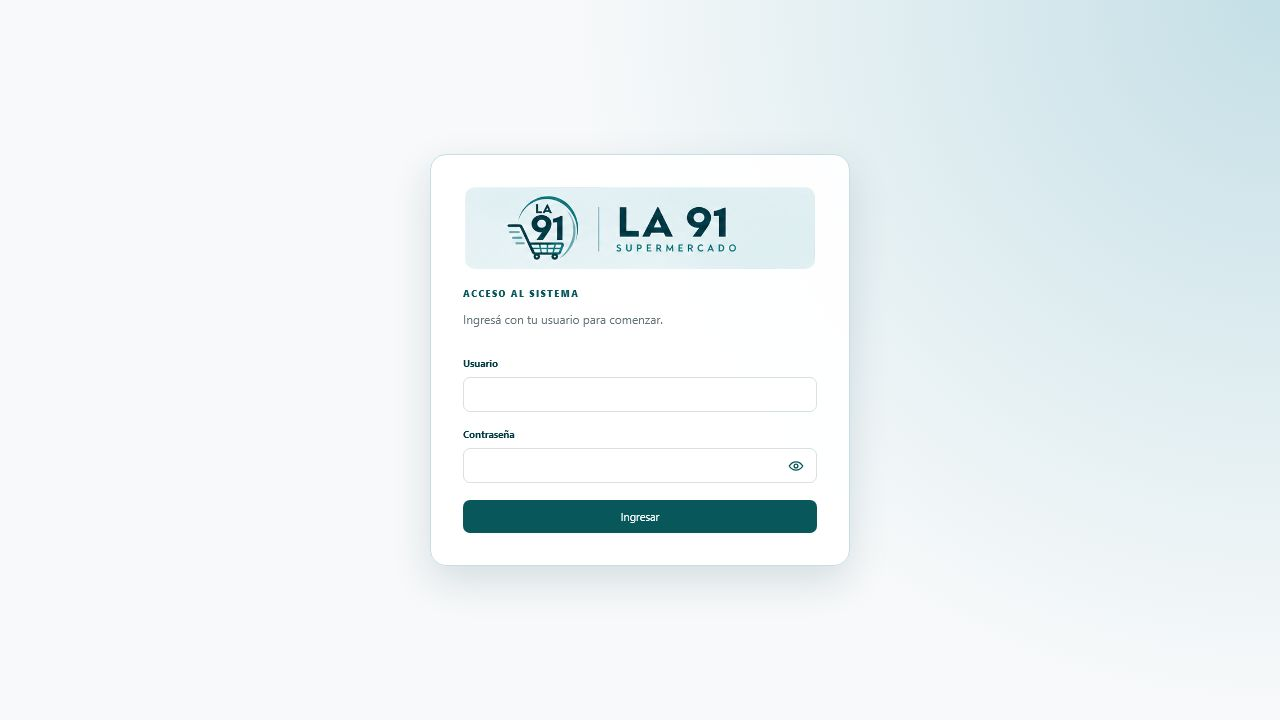 LA
91
LA 91
SUPERMERCADO
ACCESO AL SISTEMA
Ingresá con tu usuario para comenzar.
Usuario
Contraseña
Ingresar